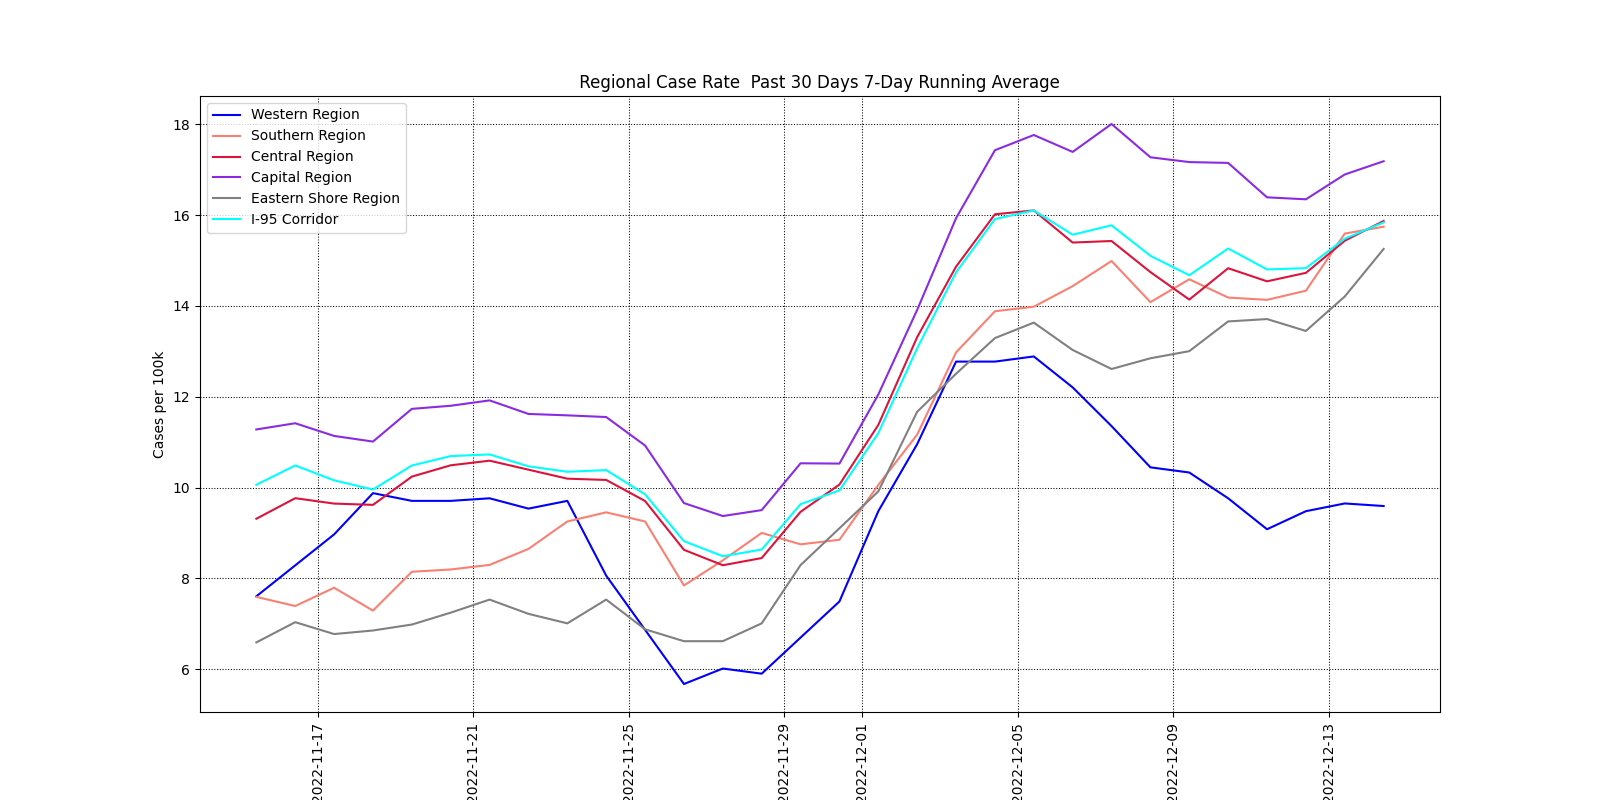 Regional Case Rate  Past 30 Days 7-Day Running Average
Western Region
Southern Region
Central Region
Capital Region
Eastern Shore Region
I-95 Corridor
Cases per 100k
18
16
14
12
10
8
6
2022-11-17
2022-11-21
2022-11-25
2022-11-29
2022-12-01
2022-12-05
2022-12-09
2022-12-13